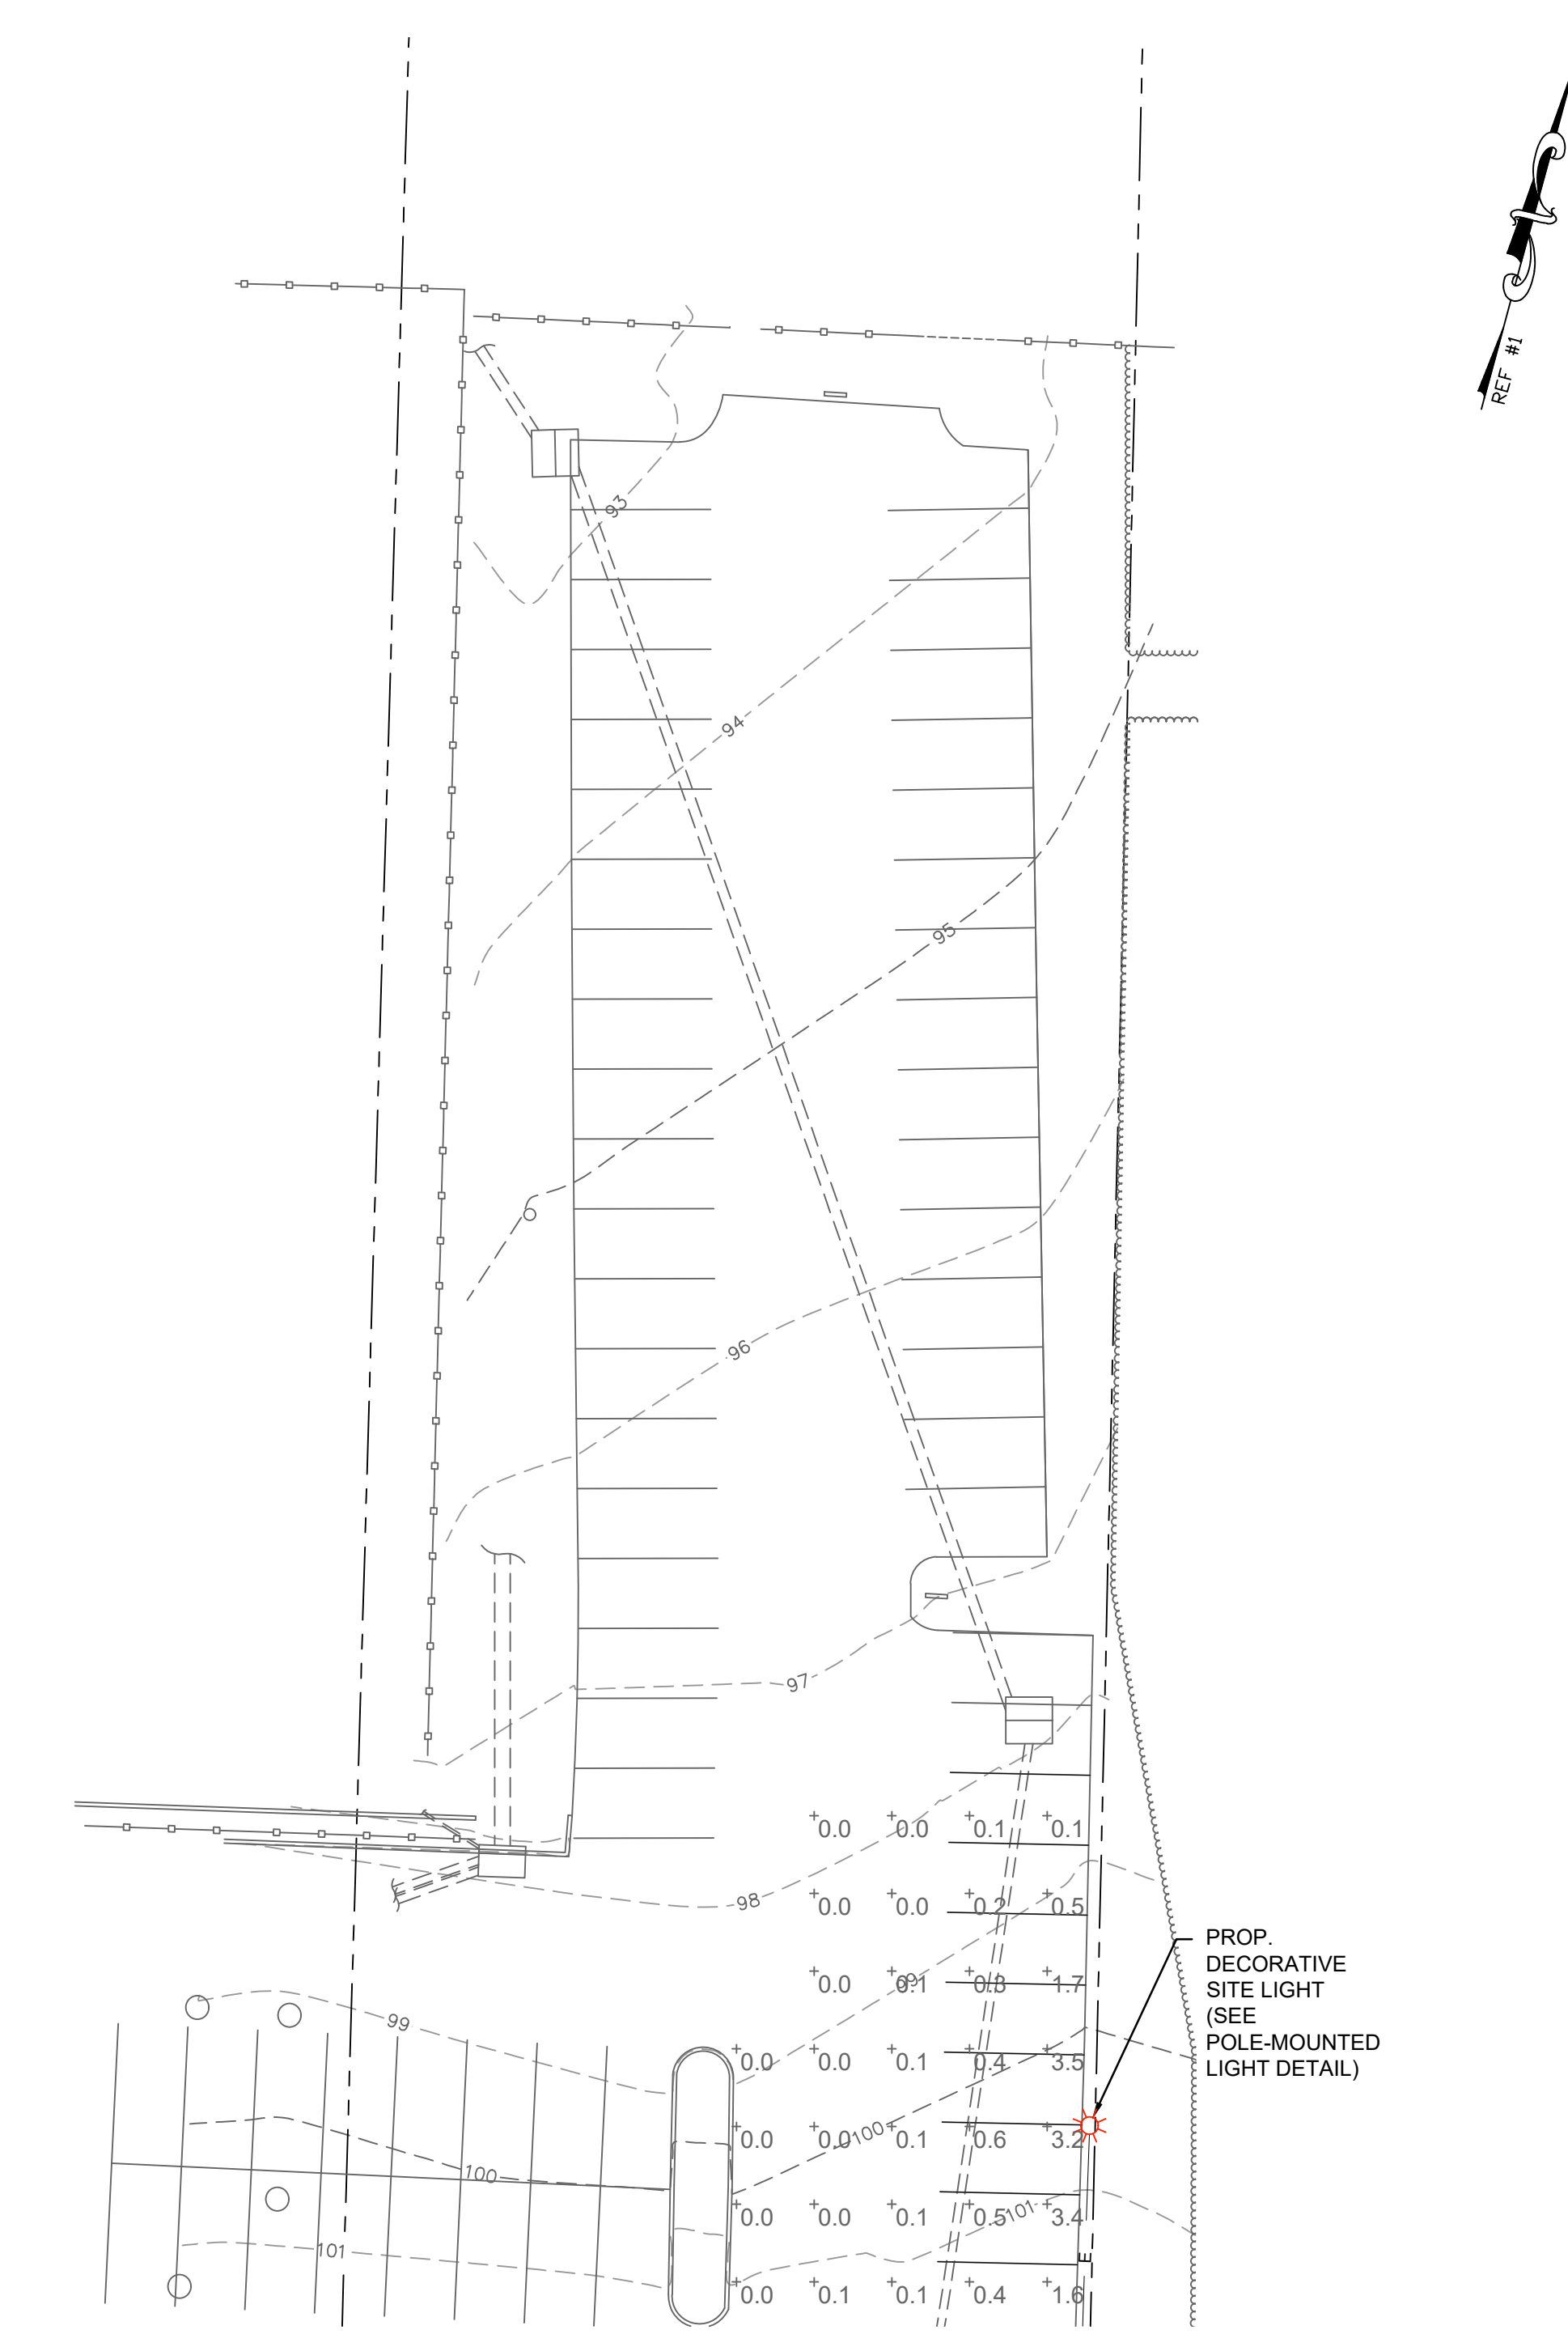 REF #1
93
94
95
96
97
0.0 0.0 0.1 0.1
98
0.0 0.0 0.2 0.5
PROP.
DECORATIVE
SITE LIGHT
(SEE
POLE-MOUNTED
LIGHT DETAIL)
0.0 0.1 99 0.3 1.7
99
0.0 0.0 0.1 0.4 3.5
0.0 0.0 100 0.1 0.6 3.2
100
0.0 0.0 0.1 0.5 101 3.4
101
E
0.0 0.1 0.1 0.4 1.6